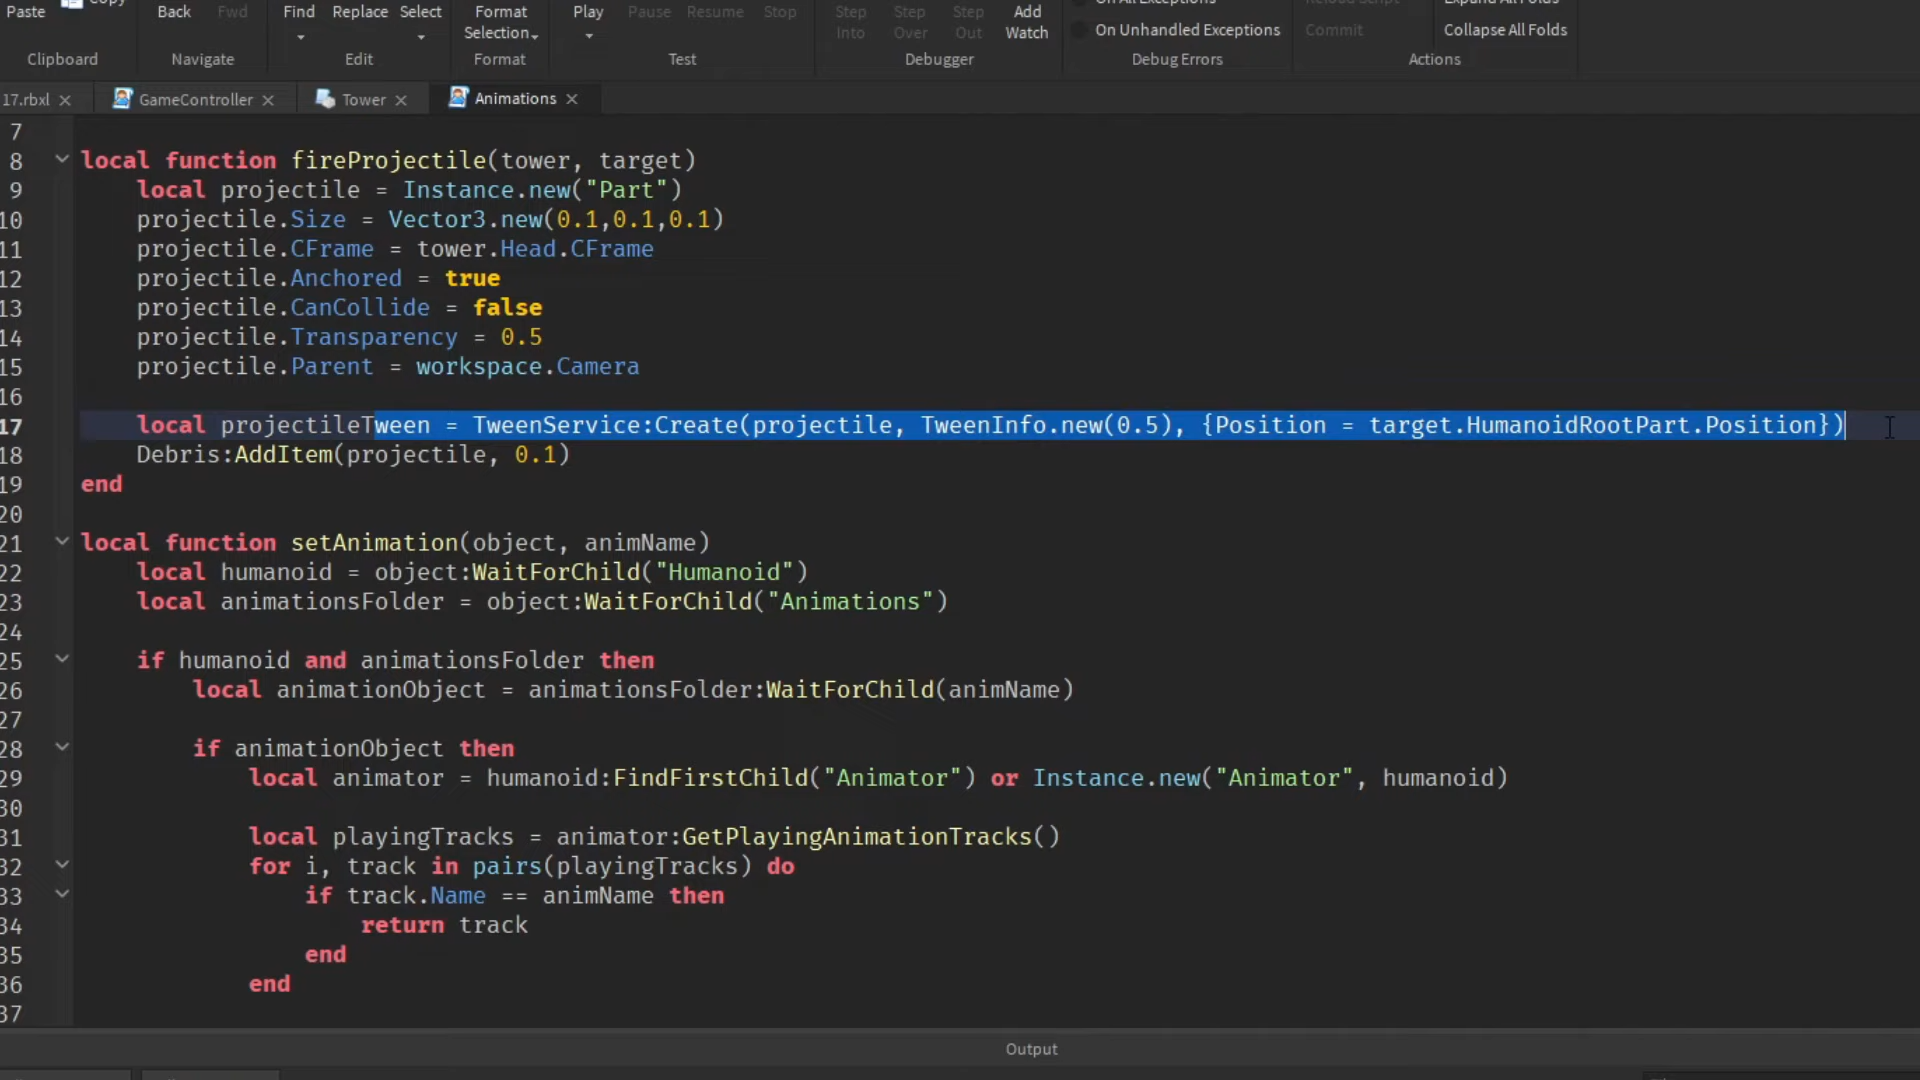 Paste Copy Back Fwd Find Replace Select Format Selection Play Pause Resume Stop Step Into Step Over Step Out Add Watch On All Exceptions On Unhandled Exceptions Reload Script Commit Expand All Folds Collapse All Folds
Clipboard Navigate Edit Format Test Debugger Debug Errors Actions
17.rbxl GameController Tower Animations
7
8 local function fireProjectile(tower, target)
9 local projectile = Instance.new("Part")
10 projectile.Size = Vector3.new(0.1,0.1,0.1)
11 projectile.CFrame = tower.Head.CFrame
12 projectile.Anchored = true
13 projectile.CanCollide = false
14 projectile.Transparency = 0.5
15 projectile.Parent = workspace.Camera
16
17 local projectileTween = TweenService:Create(projectile, TweenInfo.new(0.5), {Position = target.HumanoidRootPart.Position})
18 Debris:AddItem(projectile, 0.1)
19 end
20
21 local function setAnimation(object, animName)
22 local humanoid = object:WaitForChild("Humanoid")
23 local animationsFolder = object:WaitForChild("Animations")
24
25 if humanoid and animationsFolder then
26 local animationObject = animationsFolder:WaitForChild(animName)
27
28 if animationObject then
29 local animator = humanoid:FindFirstChild("Animator") or Instance.new("Animator", humanoid)
30
31 local playingTracks = animator:GetPlayingAnimationTracks()
32 for i, track in pairs(playingTracks) do
33 if track.Name == animName then
34 return track
35 end
36 end
37
Output